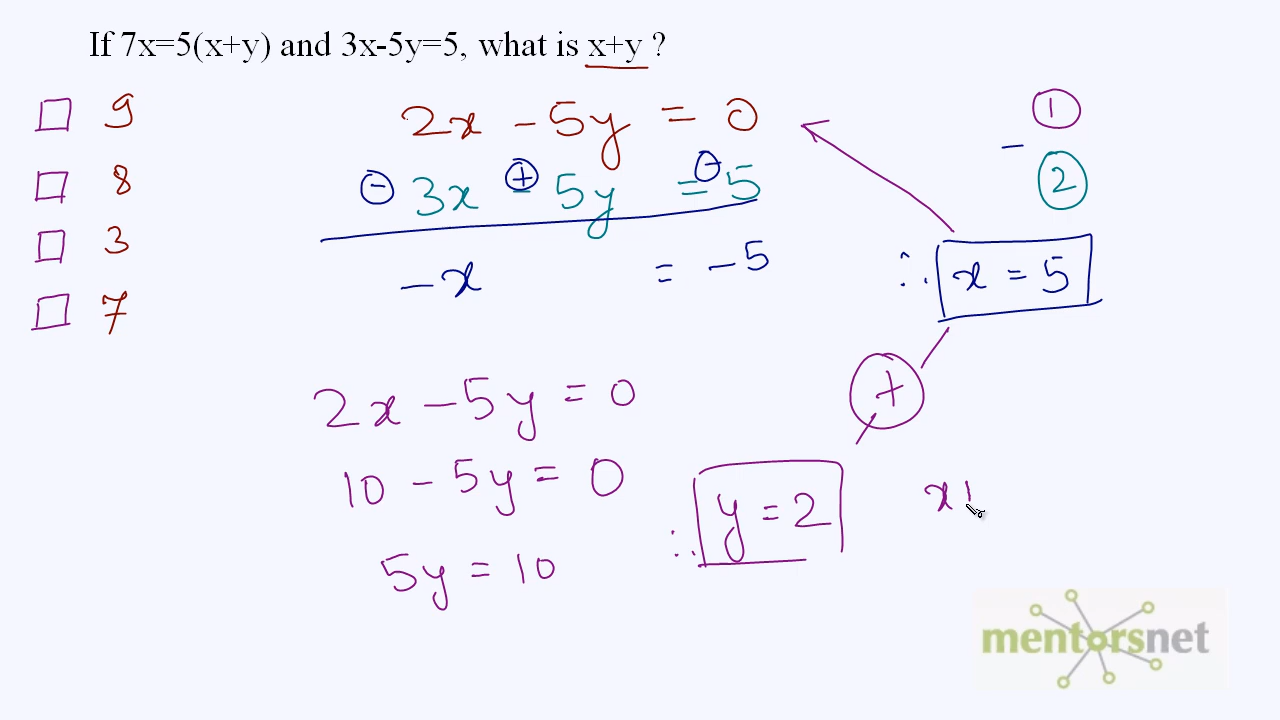 If 7x=5(x+y) and 3x-5y=5, what is x+y ?
9
8
3
7
2x - 5y = 0
1
- 2
- 3x + 5y = - 5
-x = -5
∴ x = 5
2x - 5y = 0
+
10 - 5y = 0
∴ y = 2
x
5y = 10
mentorsnet